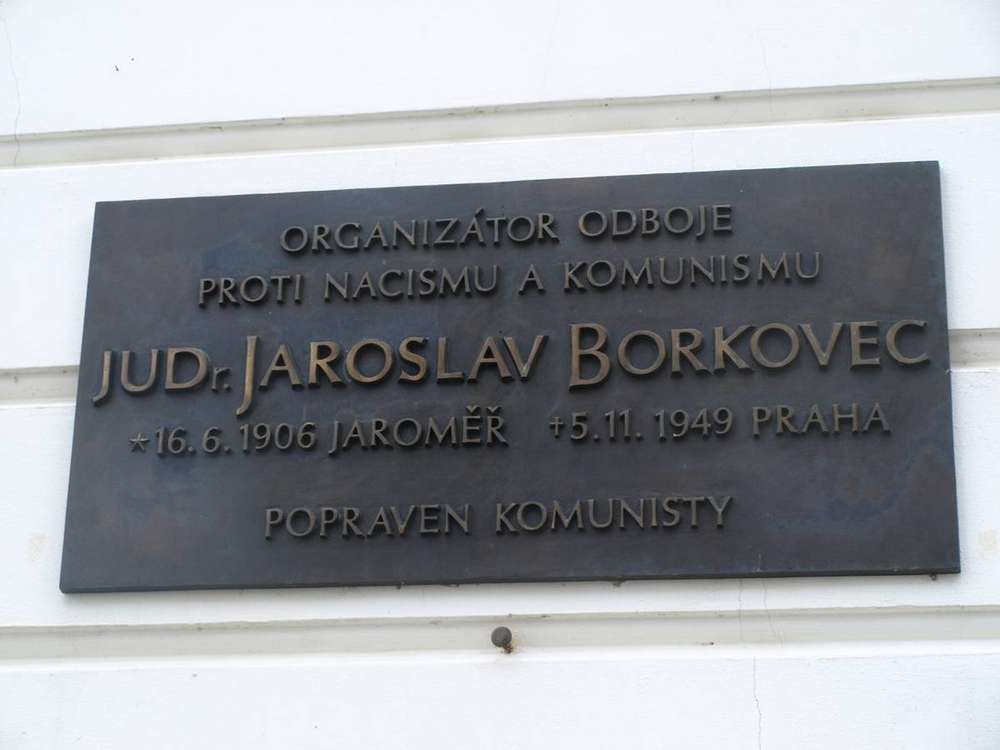 ORGANIZÁTOR ODBOJE
PROTI NACISMU A KOMUNISMU
JUDr. JAROSLAV BORKOVEC
*16. 6. 1906 JAROMĚŘ †5. 11. 1949 PRAHA
POPRAVEN KOMUNISTY